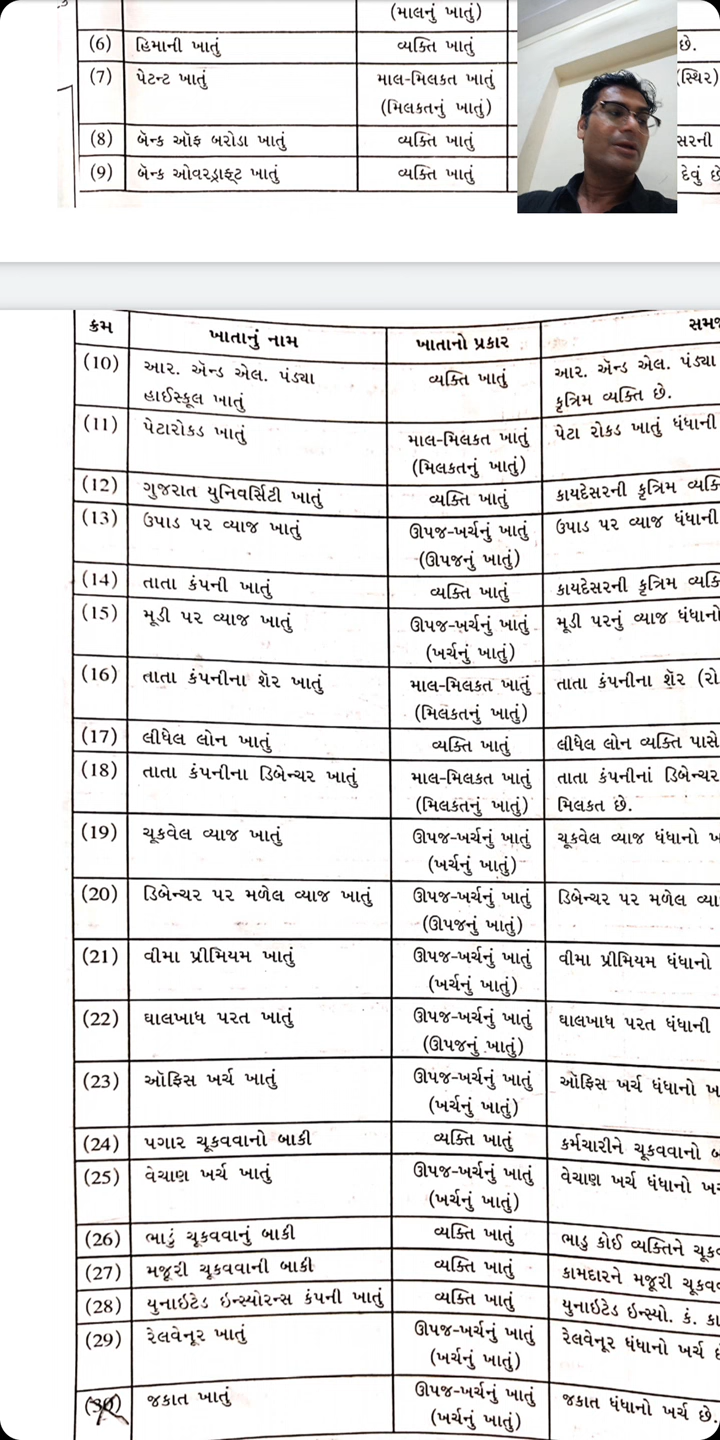 (માલનું ખાતું)
(6) હિમાની ખાતું વ્યક્તિ ખાતું છે.
(7) પેટન્ટ ખાતું માલ-મિલકત ખાતું (સ્થિર)
(મિલકતનું ખાતું)
(8) બૅન્ક ઑફ બરોડા ખાતું વ્યક્તિ ખાતું સરની
(9) બૅન્ક ઓવરડ્રાફ્ટ ખાતું વ્યક્તિ ખાતું દેવું છે
ક્રમ ખાતાનું નામ ખાતાનો પ્રકાર સમજ
(10) આર. ઍન્ડ એલ. પંડ્યા વ્યક્તિ ખાતું આર. ઍન્ડ એલ. પંડ્યા
હાઈસ્કૂલ ખાતું કૃત્રિમ વ્યક્તિ છે.
(11) પેટારોકડ ખાતું માલ-મિલકત ખાતું પેટા રોકડ ખાતું ધંધાની
(મિલકતનું ખાતું)
(12) ગુજરાત યુનિવર્સિટી ખાતું વ્યક્તિ ખાતું કાયદેસરની કૃત્રિમ વ્યક્તિ
(13) ઉપાડ પર વ્યાજ ખાતું ઊપજ-ખર્ચનું ખાતું ઉપાડ પર વ્યાજ ધંધાની
(ઊપજનું ખાતું)
(14) તાતા કંપની ખાતું વ્યક્તિ ખાતું કાયદેસરની કૃત્રિમ વ્યક્તિ
(15) મૂડી પર વ્યાજ ખાતું ઊપજ-ખર્ચનું ખાતું મૂડી પરનું વ્યાજ ધંધાનો
(ખર્ચનું ખાતું)
(16) તાતા કંપનીના શૅર ખાતું માલ-મિલકત ખાતું તાતા કંપનીના શૅર (રો
(મિલકતનું ખાતું)
(17) લીધેલ લોન ખાતું વ્યક્તિ ખાતું લીધેલ લોન વ્યક્તિ પાસે
(18) તાતા કંપનીના ડિબેન્ચર ખાતું માલ-મિલકત ખાતું તાતા કંપનીનાં ડિબેન્ચર
(મિલકતનું ખાતું) મિલકત છે.
(19) ચૂકવેલ વ્યાજ ખાતું ઊપજ-ખર્ચનું ખાતું ચૂકવેલ વ્યાજ ધંધાનો ખ
(ખર્ચનું ખાતું)
(20) ડિબેન્ચર પર મળેલ વ્યાજ ખાતું ઊપજ-ખર્ચનું ખાતું ડિબેન્ચર પર મળેલ વ્યા
(ઊપજનું ખાતું)
(21) વીમા પ્રીમિયમ ખાતું ઊપજ-ખર્ચનું ખાતું વીમા પ્રીમિયમ ધંધાનો
(ખર્ચનું ખાતું)
(22) ઘાલખાધ પરત ખાતું ઊપજ-ખર્ચનું ખાતું ઘાલખાધ પરત ધંધાની
(ઊપજનું ખાતું)
(23) ઑફિસ ખર્ચ ખાતું ઊપજ-ખર્ચનું ખાતું ઑફિસ ખર્ચ ધંધાનો ખ
(ખર્ચનું ખાતું)
(24) પગાર ચૂકવવાનો બાકી વ્યક્તિ ખાતું કર્મચારીને ચૂકવવાનો બ
(25) વેચાણ ખર્ચ ખાતું ઊપજ-ખર્ચનું ખાતું વેચાણ ખર્ચ ધંધાનો ખર
(ખર્ચનું ખાતું)
(26) ભાડું ચૂકવવાનું બાકી વ્યક્તિ ખાતું ભાડુ કોઈ વ્યક્તિને ચૂકવ
(27) મજૂરી ચૂકવવાની બાકી વ્યક્તિ ખાતું કામદારને મજૂરી ચૂકવવ
(28) યુનાઇટેડ ઇન્સ્યોરન્સ કંપની ખાતું વ્યક્તિ ખાતું યુનાઇટેડ ઇન્સ્યો. કં. કા
(29) રેલવેનૂર ખાતું ઊપજ-ખર્ચનું ખાતું રેલવેનૂર ધંધાનો ખર્ચ છે
(ખર્ચનું ખાતું)
(30) જકાત ખાતું ઊપજ-ખર્ચનું ખાતું જકાત ધંધાનો ખર્ચ છે.
(ખર્ચનું ખાતું)